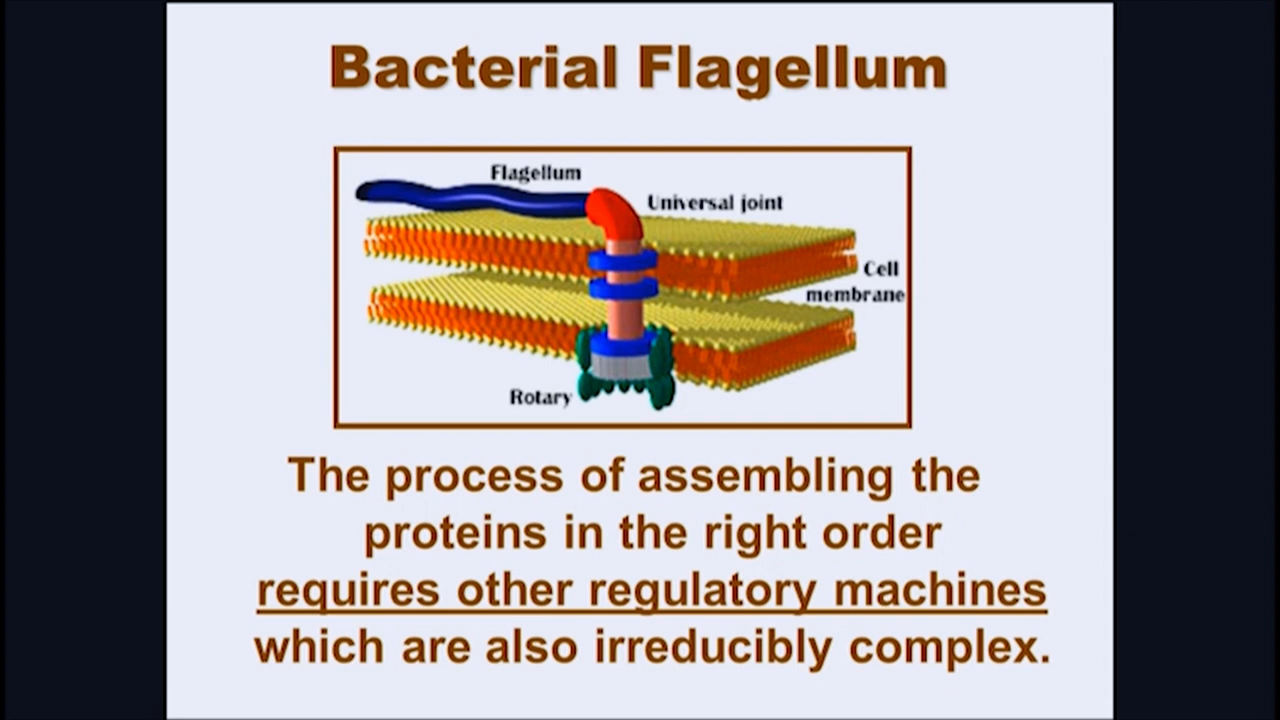 Bacterial Flagellum
Flagellum
Universal joint
Cell
membrane
Rotary
The process of assembling the
proteins in the right order
requires other regulatory machines
which are also irreducibly complex.